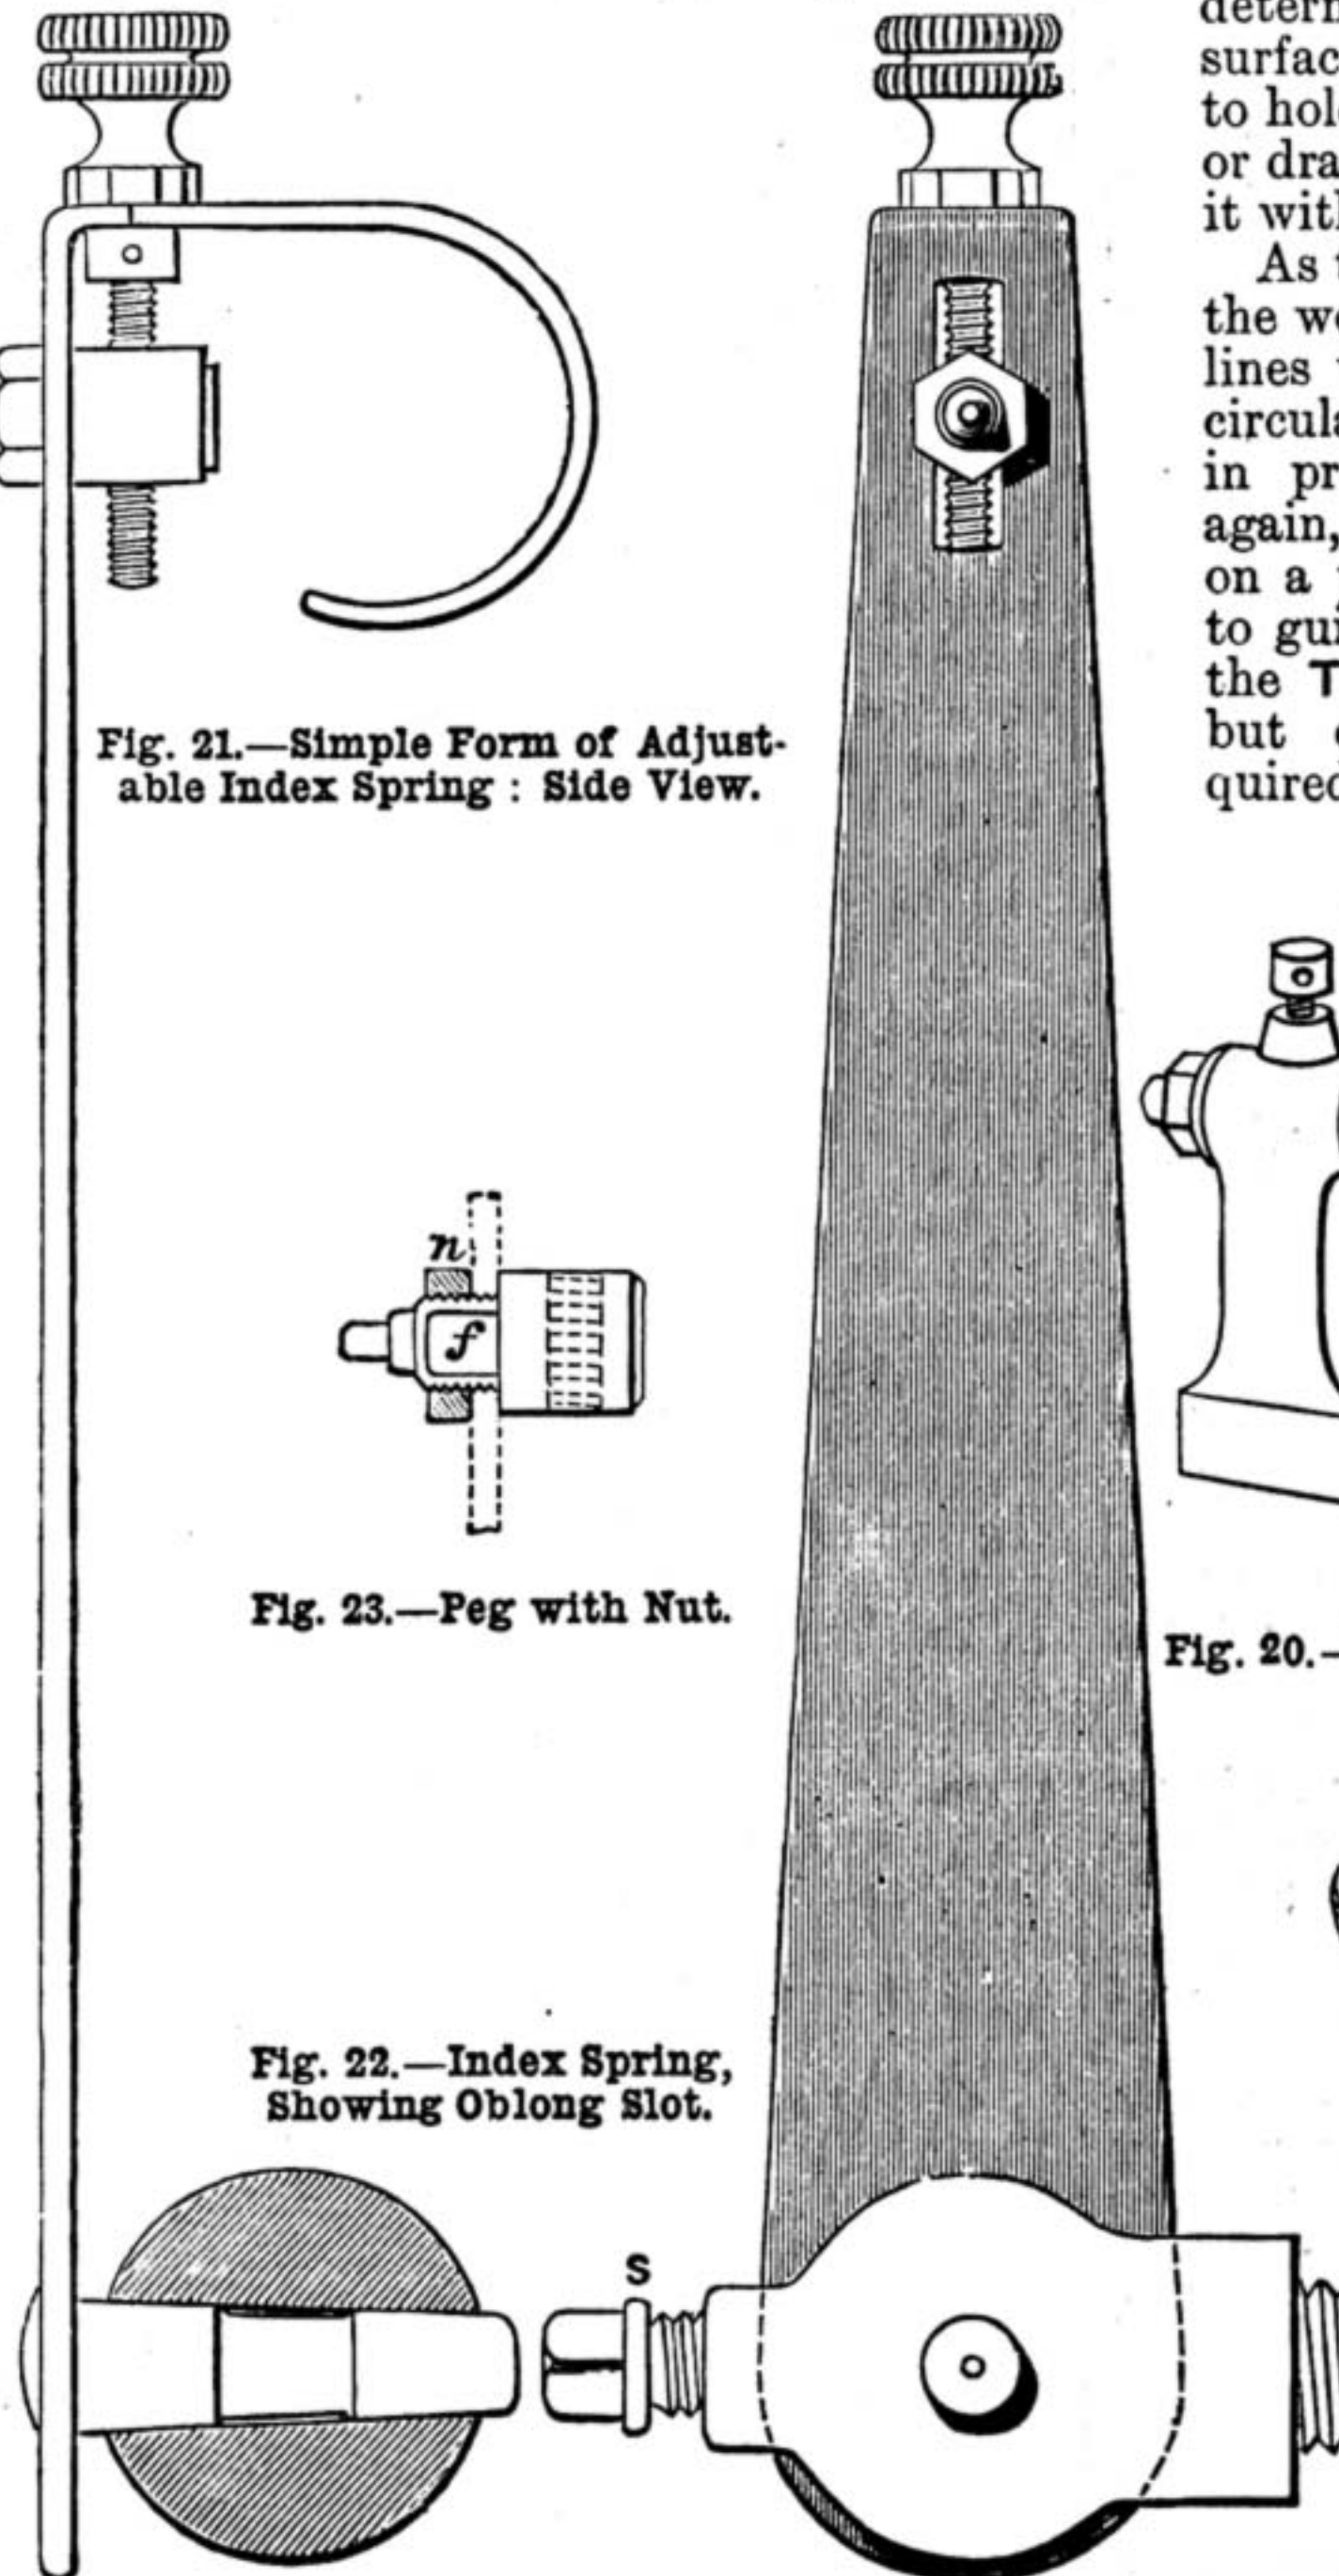 surfac
to hol
or dra
it with
As t
the we
lines
circula
in pr
again,
on a
to gui
the T
but
quired
Fig. 21.—Simple Form of Adjust-
able Index Spring : Side View.
n
f
Fig. 23.—Peg with Nut.
Fig. 20.—
Fig. 22.—Index Spring,
Showing Oblong Slot.
S